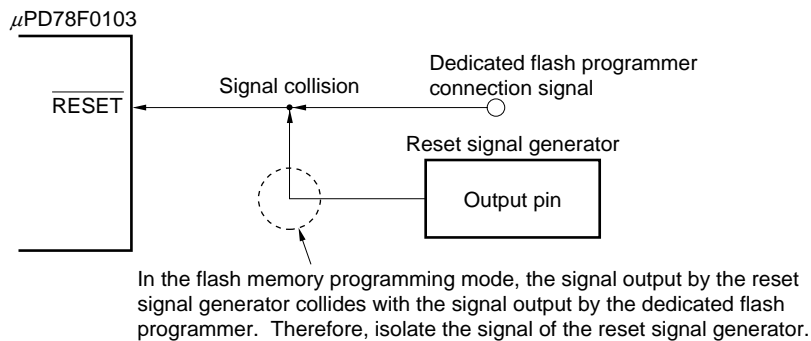 μPD78F0103
Dedicated flash programmer
connection signal
Signal collision
RESET
Reset signal generator
Output pin
In the flash memory programming mode, the signal output by the reset
signal generator collides with the signal output by the dedicated flash
programmer.  Therefore, isolate the signal of the reset signal generator.